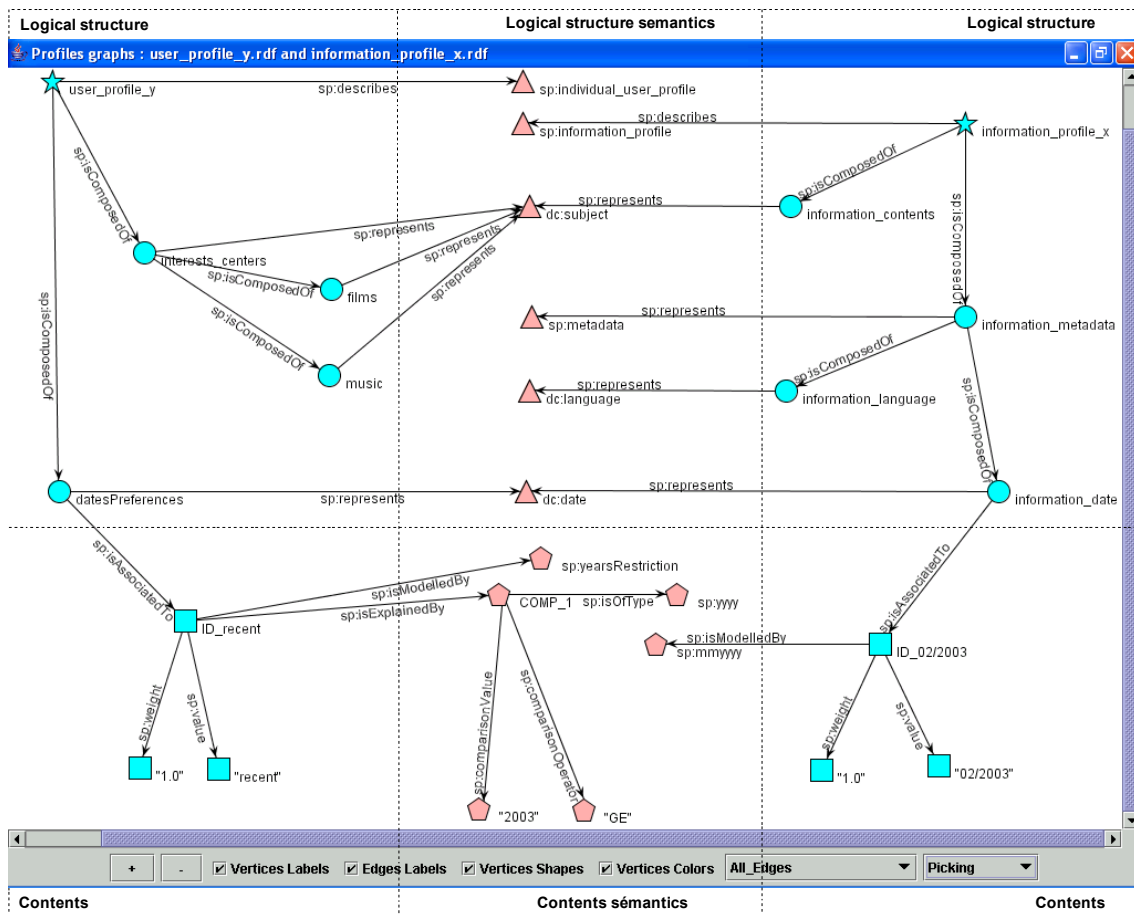 Logical structure
Logical structure semantics
Logical structure
Profiles graphs : user_profile_y.rdf and information_profile_x.rdf
user_profile_y
sp:describes
sp:individual_user_profile
sp:describes
sp:information_profile
information_profile_x
sp:isComposedOf
sp:isComposedOf
sp:represents
dc:subject
information_contents
sp:represents
sp:represents
sp:represents
interests_centers
sp:isComposedOf
films
spisComposedOf
spisComposedOf
sp:isComposedOf
music
sp:represents
sp:metadata
information_metadata
sp:isComposedOf
sp:represents
dc:language
information_language
sp:isComposedOf
datesPreferences
sp:represents
dc:date
sp:represents
information_date
sp:isAssociatedTo
sp:isAssociatedTo
sp:yearsRestriction
sp:isModelledBy
sp:isExplainedBy
COMP_1
sp:isOfType
sp:yyyy
ID_recent
sp:isModelledBy
sp:mmyyyy
ID_02/2003
sp:weight
sp:value
sp:comparisonValue
sp:comparisonOperator
sp:weight
sp:value
"1.0"
"recent"
"1.0"
"02/2003"
"2003"
"GE"
+
-
Vertices Labels
Edges Labels
Vertices Shapes
Vertices Colors
All_Edges
Picking
Contents
Contents sémantics
Contents